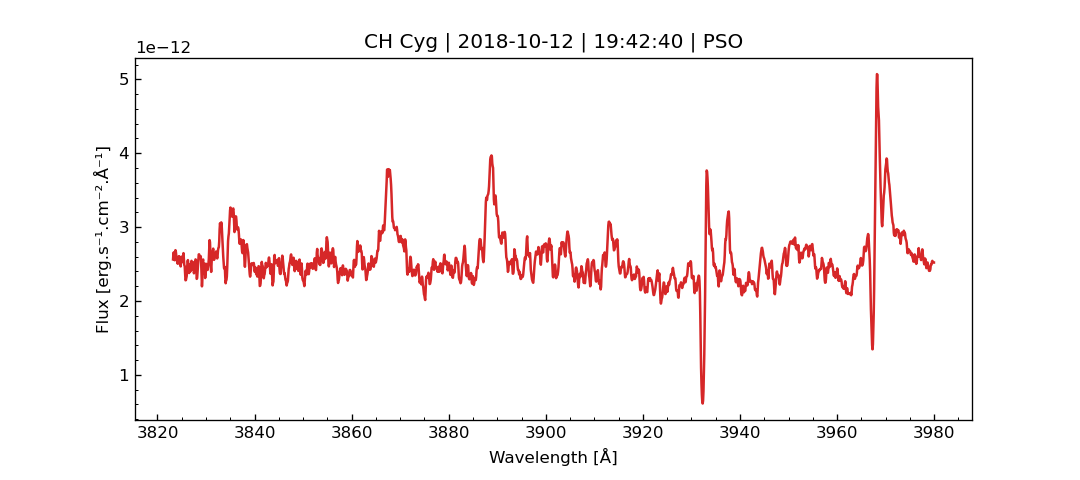 CH Cyg | 2018-10-12 | 19:42:40 | PSO
1e−12
5
4
3
2
1
Flux [erg.s⁻¹.cm⁻².Å⁻¹]
3820 3840 3860 3880 3900 3920 3940 3960 3980
Wavelength [Å]